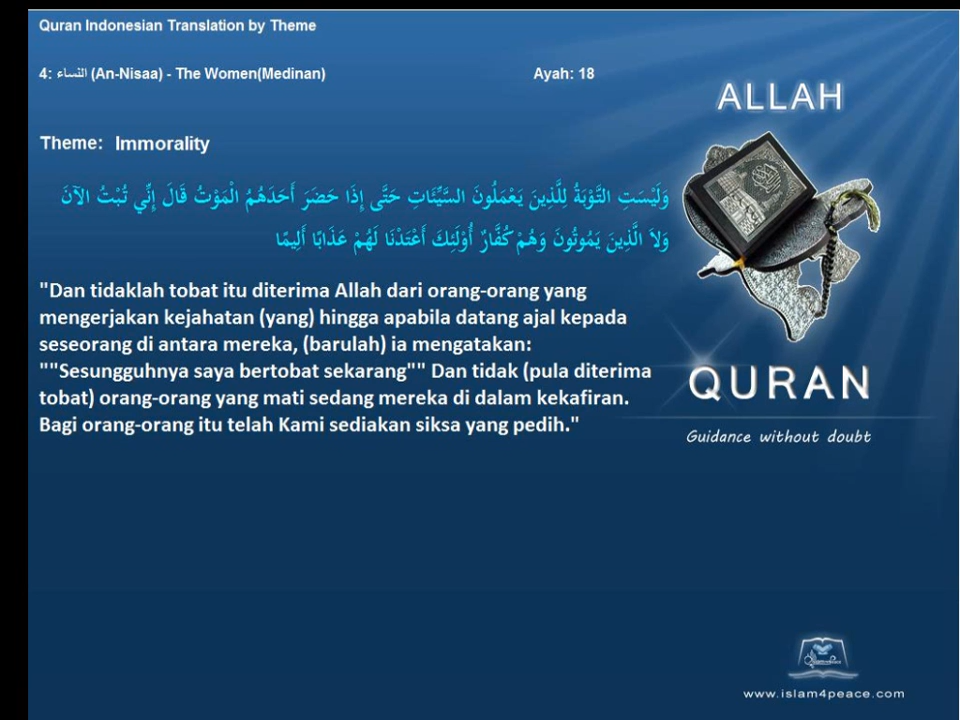 Quran Indonesian Translation by Theme
4: النساء (An-Nisaa) - The Women(Medinan) Ayah: 18
ALLAH
Theme: Immorality
وَلَيْسَتِ التَّوْبَةُ لِلَّذِينَ يَعْمَلُونَ السَّيِّئَاتِ حَتَّى إِذَا حَضَرَ أَحَدَهُمُ الْمَوْتُ قَالَ إِنِّي تُبْتُ الآنَ
وَلاَ الَّذِينَ يَمُوتُونَ وَهُمْ كُفَّارٌ أُوْلَئِكَ أَعْتَدْنَا لَهُمْ عَذَابًا أَلِيمًا
"Dan tidaklah tobat itu diterima Allah dari orang-orang yang
mengerjakan kejahatan (yang) hingga apabila datang ajal kepada
seseorang di antara mereka, (barulah) ia mengatakan:
""Sesungguhnya saya bertobat sekarang"" Dan tidak (pula diterima
tobat) orang-orang yang mati sedang mereka di dalam kekafiran.
Bagi orang-orang itu telah Kami sediakan siksa yang pedih."
QURAN
Guidance without doubt
www.islam4peace.com